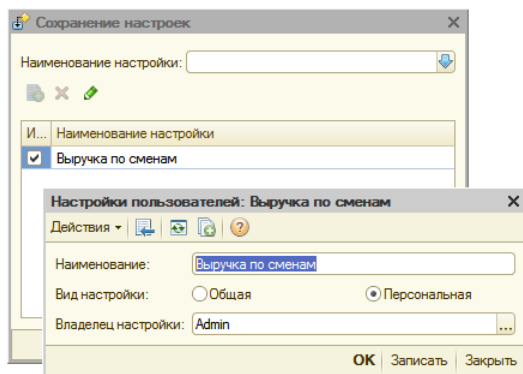 Сохранение настроек
Наименование настройки:
И... Наименование настройки
Выручка по сменам
Настройки пользователей: Выручка по сменам
Действия
Наименование: Выручка по сменам
Вид настройки: Общая Персональная
Владелец настройки: Admin ...
OK Записать Закрыть